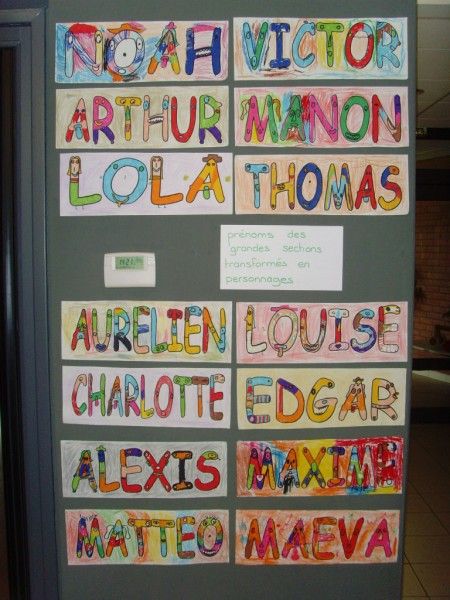 NOAH VICTOR
ARTHUR MANON
LOLA THOMAS
prénoms des
grandes sections
transformés en
personnages
AURELIEN LOUISE
CHARLOTTE EDGAR
ALEXIS MAXIME
MATTEO MAEVA